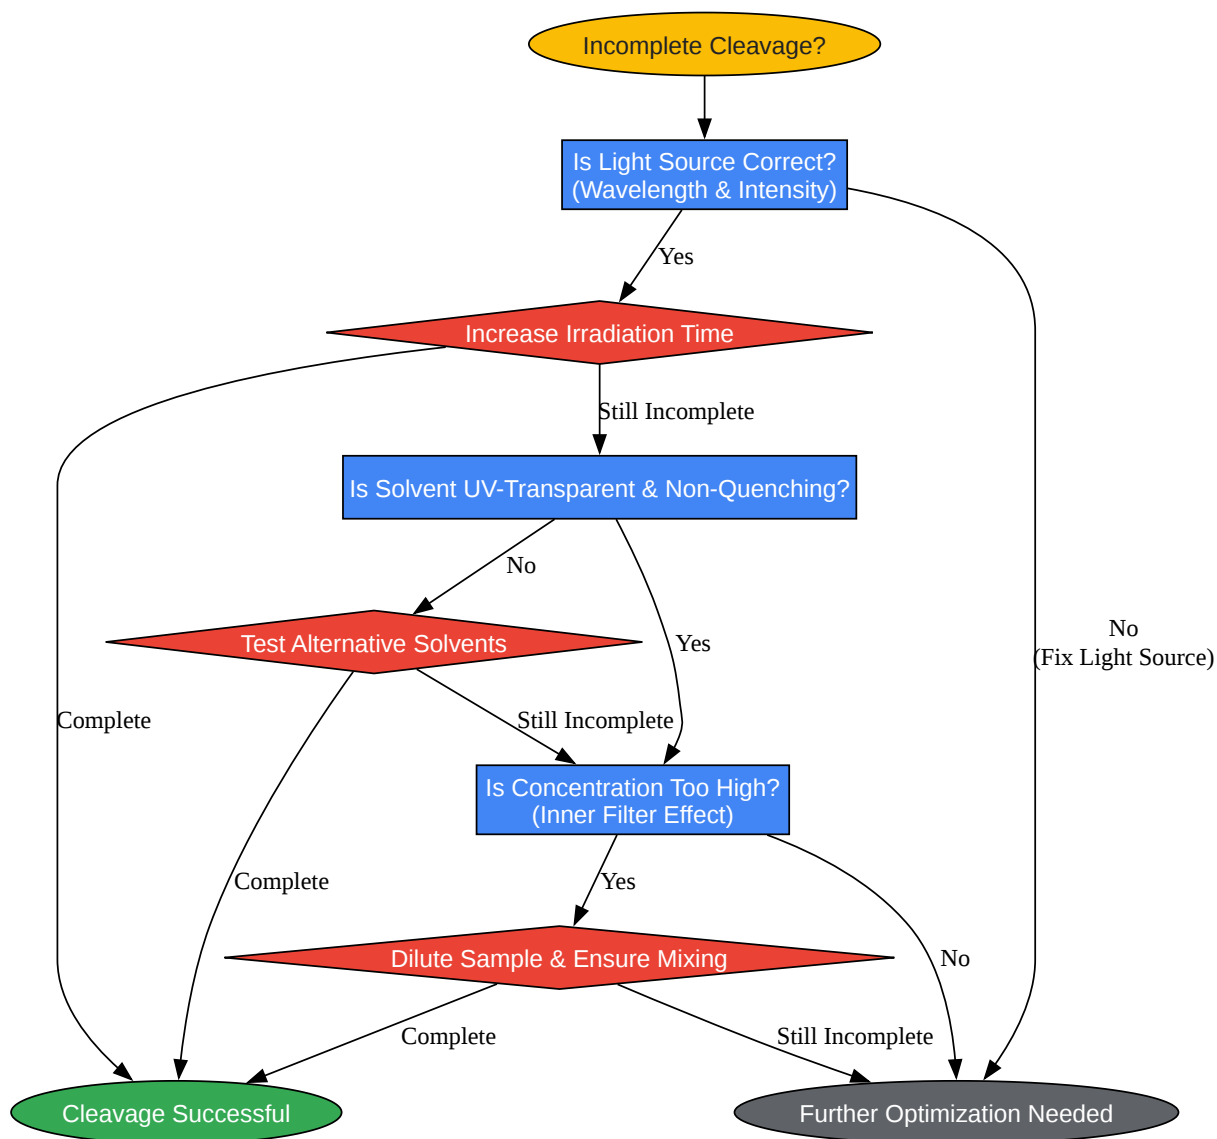 Incomplete Cleavage?
Is Light Source Correct?
(Wavelength & Intensity)
Yes
Increase Irradiation Time
Still Incomplete
Is Solvent UV-Transparent & Non-Quenching?
No
Test Alternative Solvents
Yes
No
(Fix Light Source)
Complete
Still Incomplete
Is Concentration Too High?
(Inner Filter Effect)
Complete
Yes
Dilute Sample & Ensure Mixing
No
Complete
Still Incomplete
Cleavage Successful
Further Optimization Needed